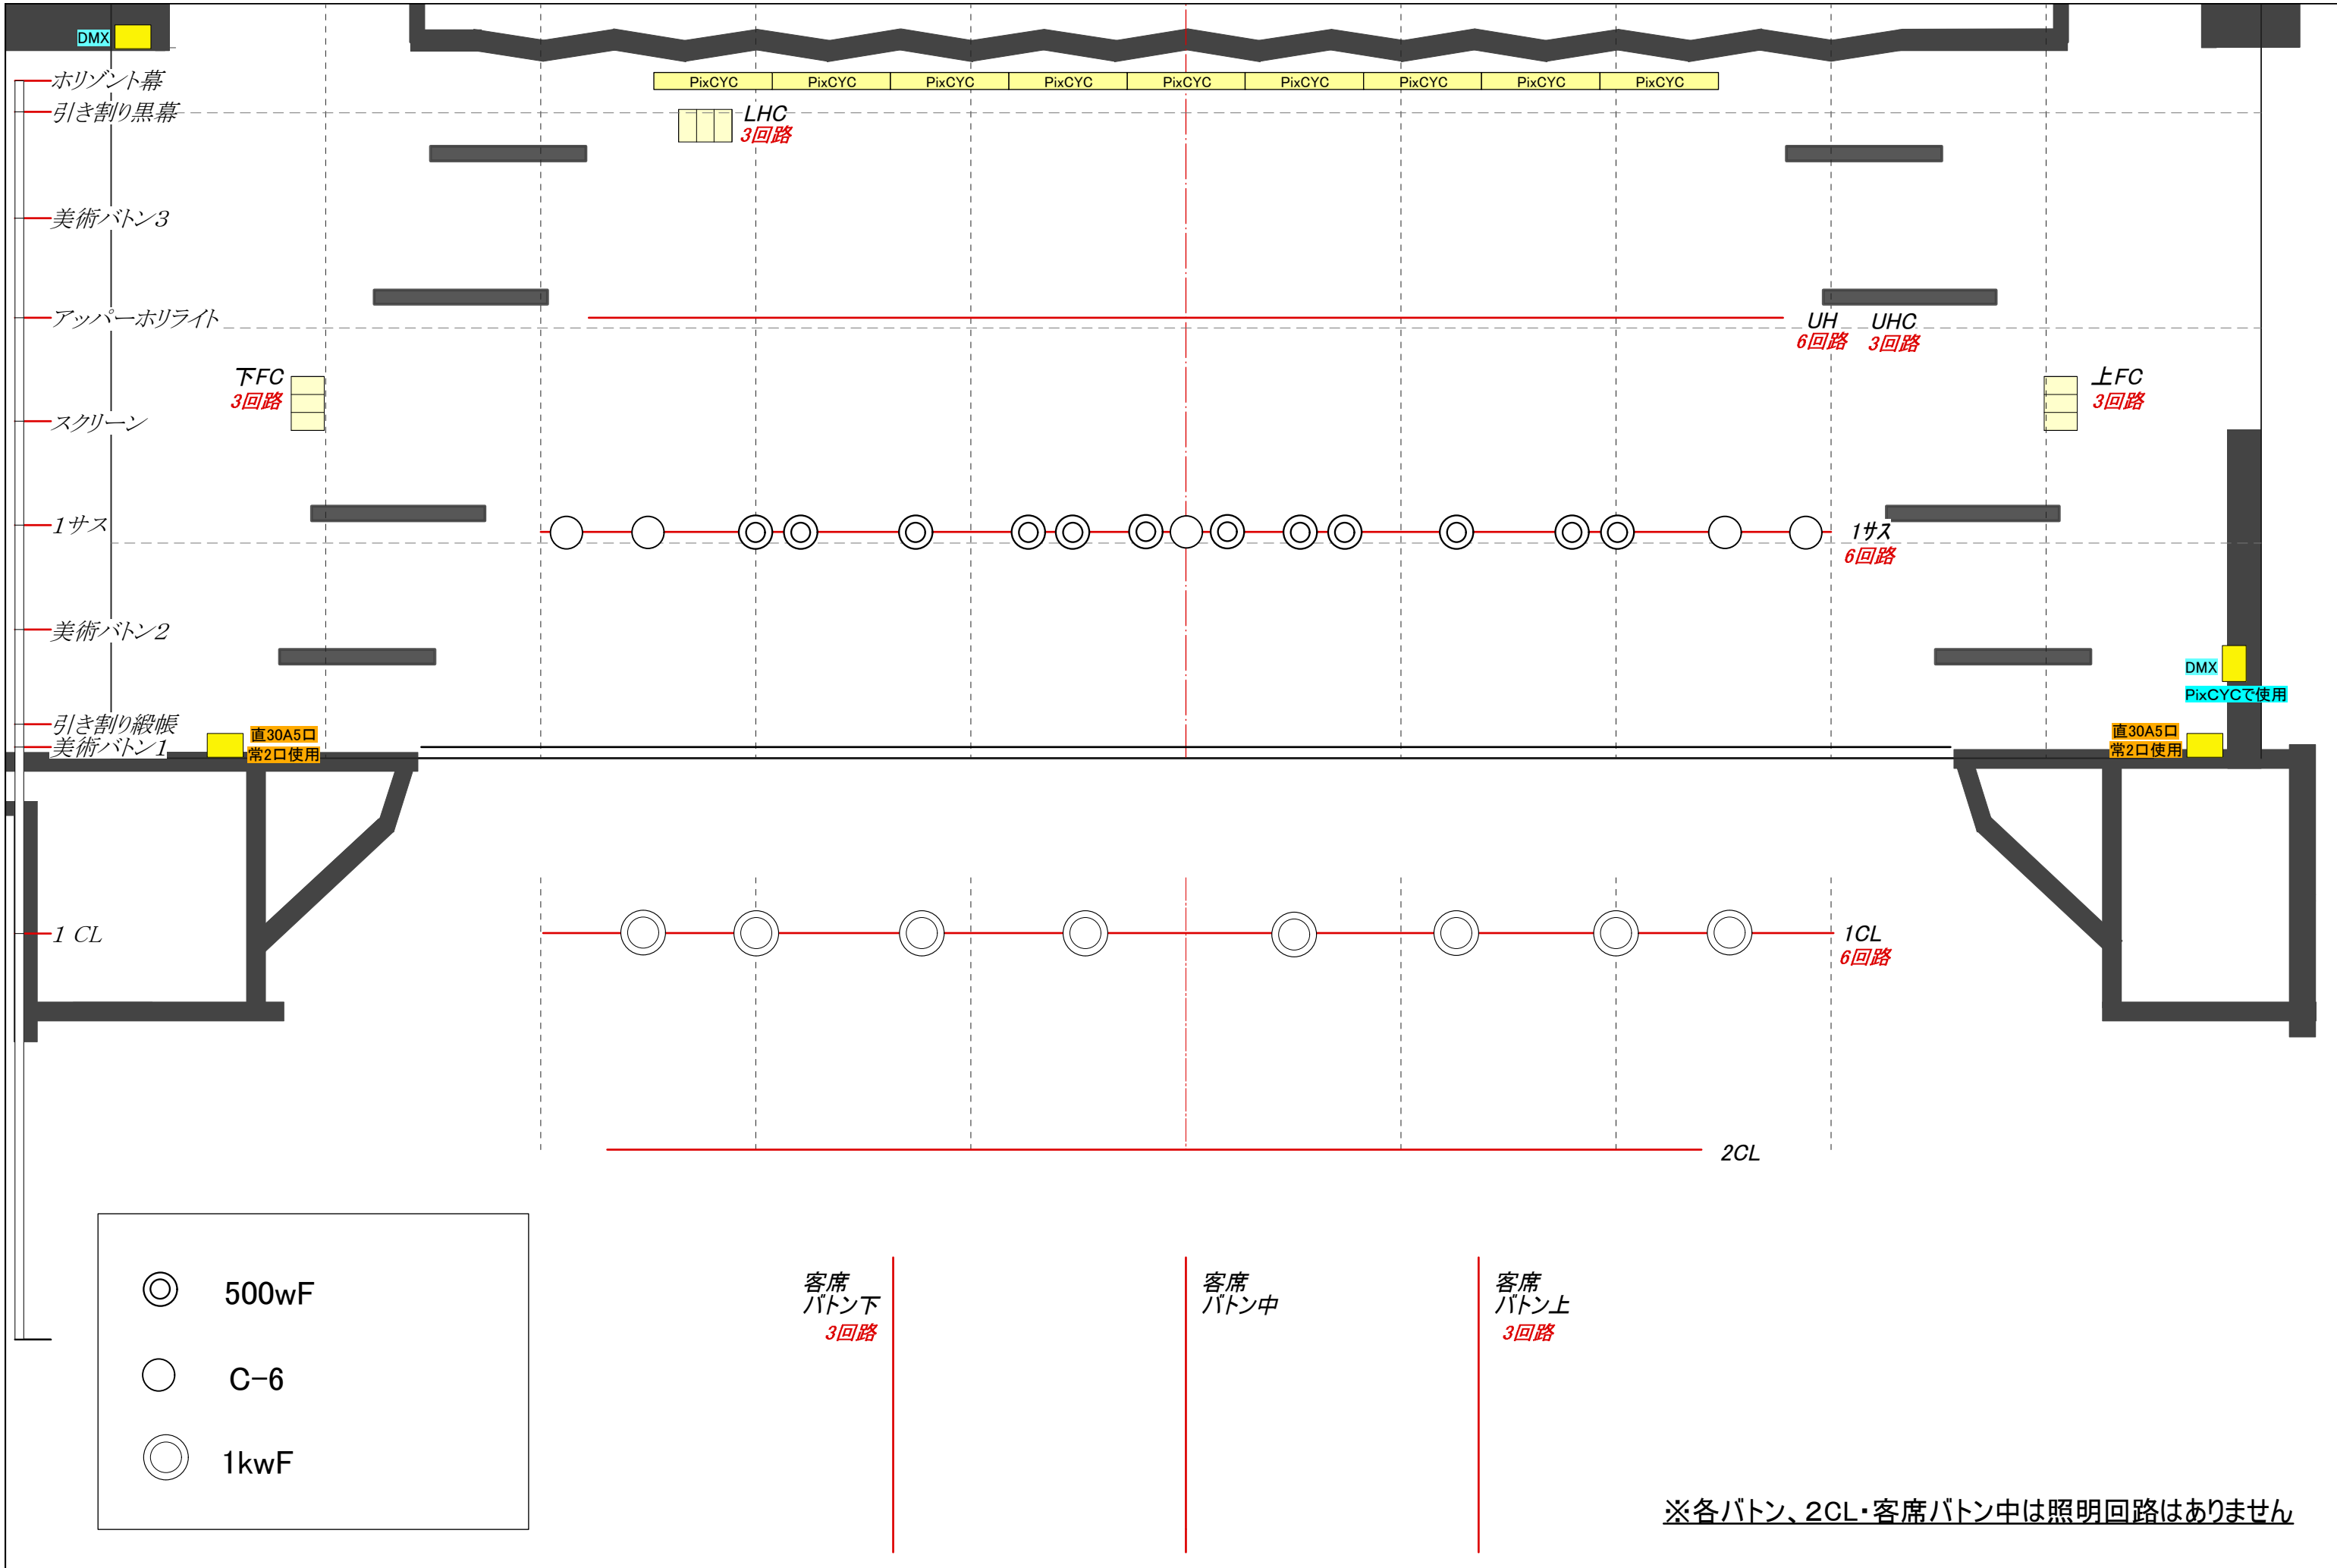 DMX
ホリゾント幕
PixCYC PixCYC PixCYC PixCYC PixCYC PixCYC PixCYC PixCYC PixCYC
引き割り黒幕
LHC
3回路
美術バトン3
アッパーホリライト
UH UHC
6回路 3回路
下FC
3回路
上FC
3回路
スクリーン
1サス
1サス
6回路
美術バトン2
DMX
PixCYCで使用
引き割り緞帳
直30A5口
常2口使用
直30A5口
常2口使用
美術バトン1
1 CL
1CL
6回路
2CL
客席
バトン下
3回路
客席
バトン中
客席
バトン上
3回路
500wF
C-6
1kwF
※各バトン、2CL・客席バトン中は照明回路はありません